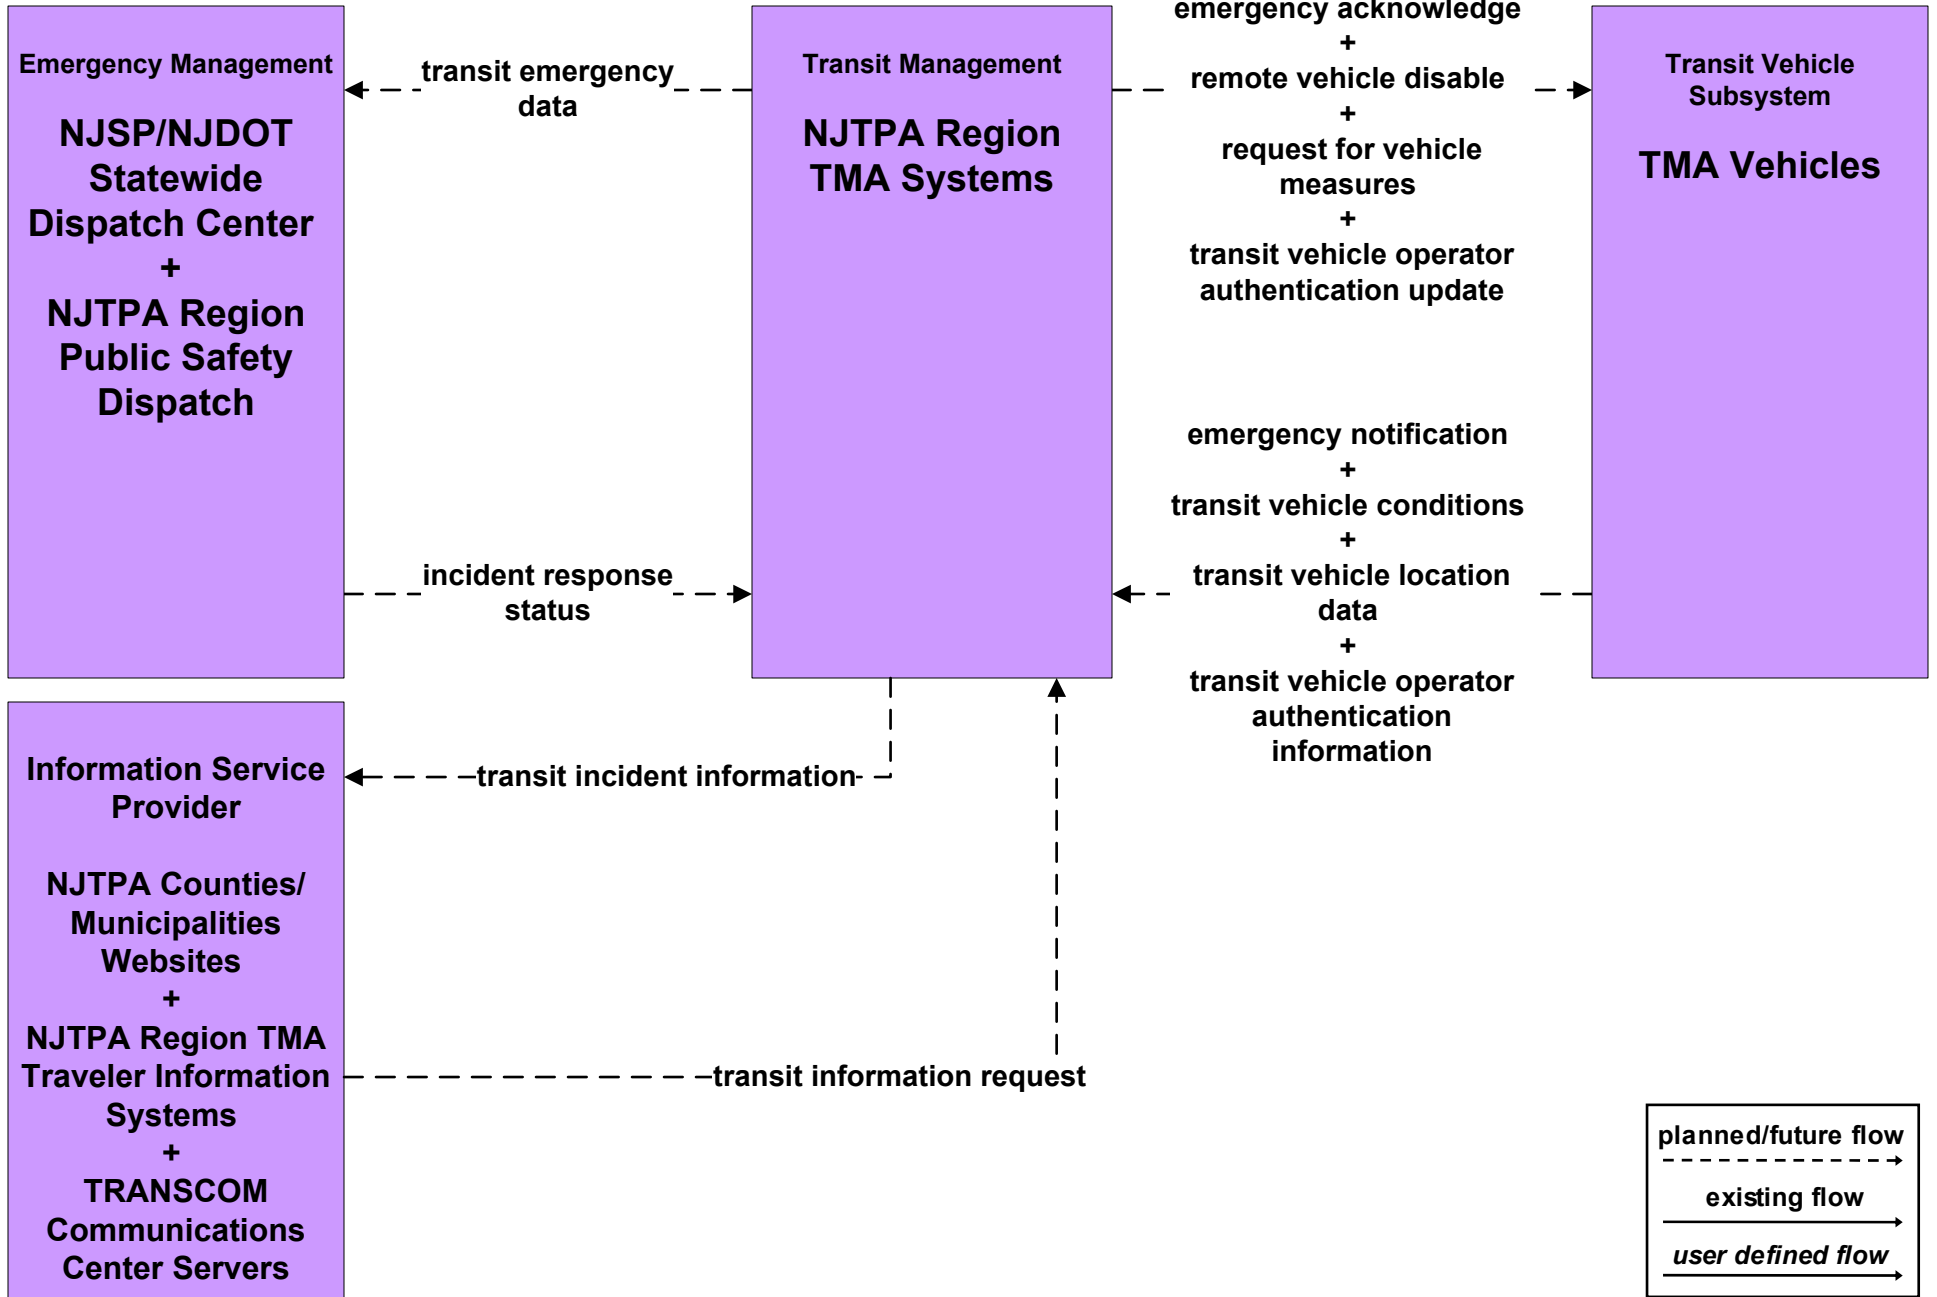 Emergency Management
NJSP/NJDOT
Statewide
Dispatch Center
+
NJTPA Region
Public Safety
Dispatch
transit emergency
data
incident response
status
Transit Management
NJTPA Region
TMA Systems
emergency acknowledge
+
remote vehicle disable
+
request for vehicle
measures
+
transit vehicle operator
authentication update
emergency notification
+
transit vehicle conditions
+
transit vehicle location
data
+
transit vehicle operator
authentication
information
Transit Vehicle
Subsystem
TMA Vehicles
Information Service
Provider
NJTPA Counties/
Municipalities
Websites
+
NJTPA Region TMA
Traveler Information
Systems
+
TRANSCOM
Communications
Center Servers
transit incident information
transit information request
planned/future flow
existing flow
user defined flow